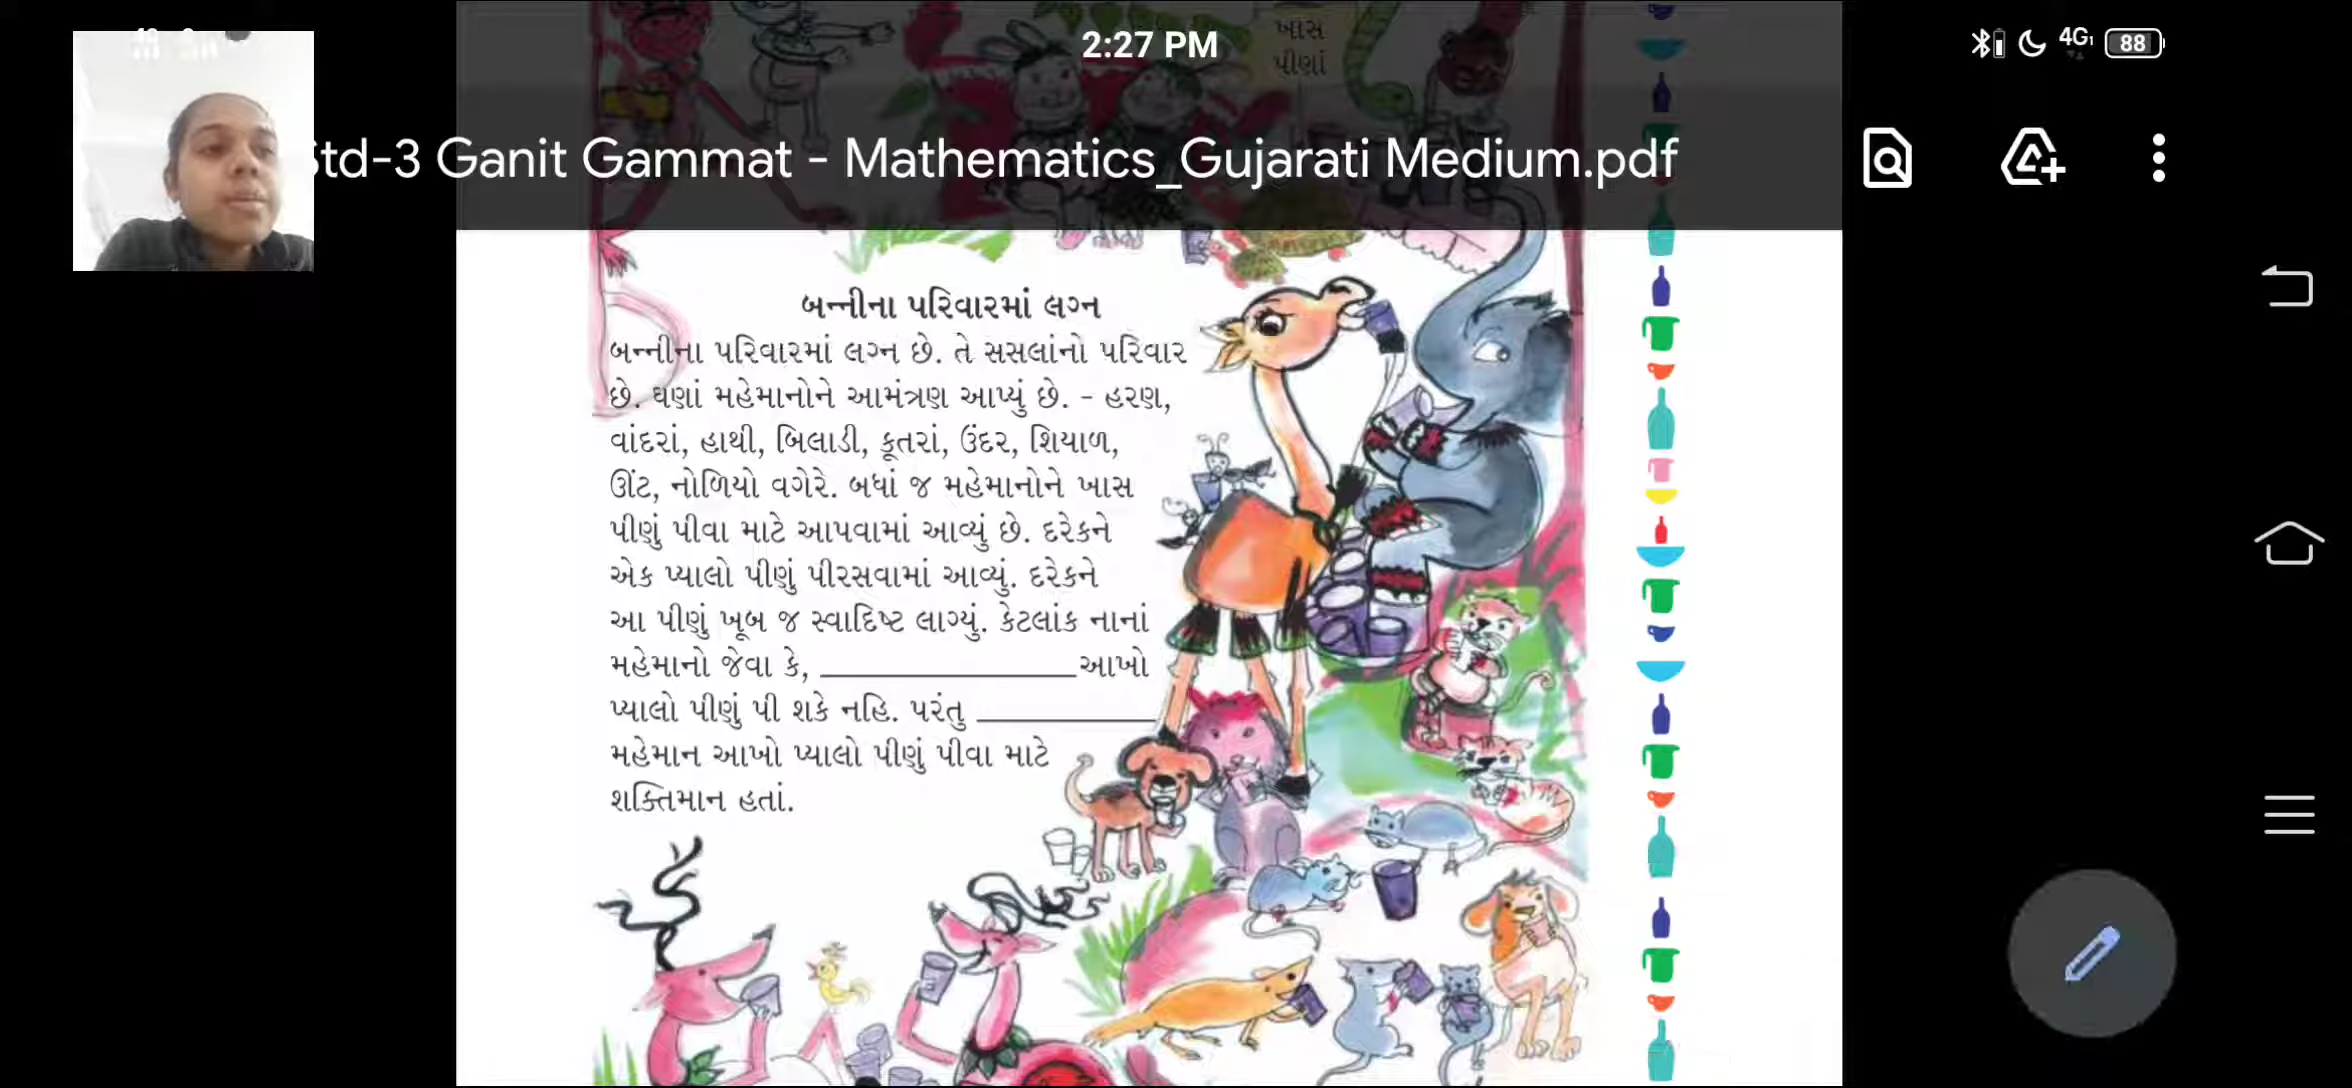 2:27 PM
4G
88
ખાસ
પીણાં
Std-3 Ganit Gammat - Mathematics_Gujarati Medium.pdf
બન્નીના પરિવારમાં લગ્ન
બન્નીના પરિવારમાં લગ્ન છે. તે સસલાંનો પરિવાર
છે. ઘણાં મહેમાનોને આમંત્રણ આપ્યું છે. - હરણ,
વાંદરાં, હાથી, બિલાડી, કૂતરાં, ઉંદર, શિયાળ,
ઊંટ, નોળિયો વગેરે. બધાં જ મહેમાનોને ખાસ
પીણું પીવા માટે આપવામાં આવ્યું છે. દરેકને
એક પ્યાલો પીણું પીરસવામાં આવ્યું. દરેકને
આ પીણું ખૂબ જ સ્વાદિષ્ટ લાગ્યું. કેટલાંક નાનાં
મહેમાનો જેવા કે, ____________ આખો
પ્યાલો પીણું પી શકે નહિ. પરંતુ ____________
મહેમાન આખો પ્યાલો પીણું પીવા માટે
શક્તિમાન હતાં.